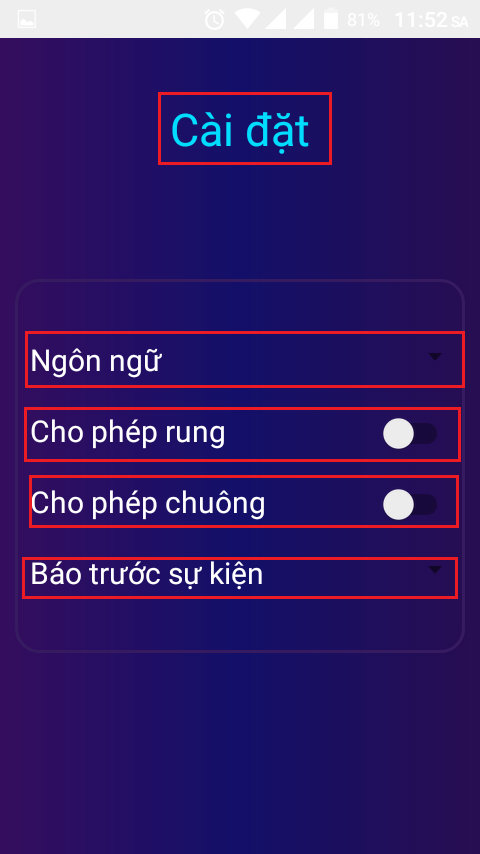 81% 11:52 SA
Cài đặt
Ngôn ngữ
Cho phép rung
Cho phép chuông
Báo trước sự kiện